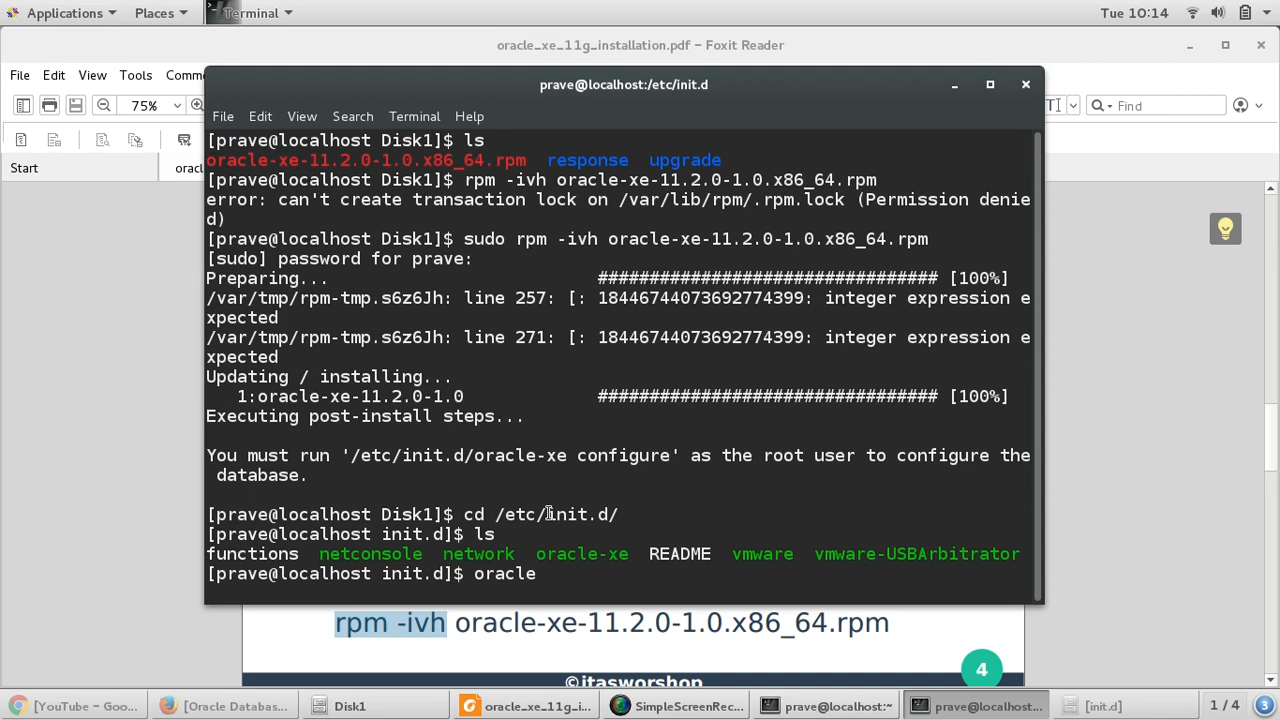 Applications Places Terminal Tue 10:14
oracle_xe_11g_installation.pdf – Foxit Reader
File Edit View Tools Comme
prave@localhost:/etc/init.d
75% Find
File Edit View Search Terminal Help
Start oracl
[prave@localhost Disk1]$ ls
oracle-xe-11.2.0-1.0.x86_64.rpm response upgrade
[prave@localhost Disk1]$ rpm -ivh oracle-xe-11.2.0-1.0.x86_64.rpm
error: can't create transaction lock on /var/lib/rpm/.rpm.lock (Permission denie
d)
[prave@localhost Disk1]$ sudo rpm -ivh oracle-xe-11.2.0-1.0.x86_64.rpm
[sudo] password for prave:
Preparing... ################################# [100%]
/var/tmp/rpm-tmp.s6z6Jh: line 257: [: 18446744073692774399: integer expression e
xpected
/var/tmp/rpm-tmp.s6z6Jh: line 271: [: 18446744073692774399: integer expression e
xpected
Updating / installing...
1:oracle-xe-11.2.0-1.0 ################################# [100%]
Executing post-install steps...
You must run '/etc/init.d/oracle-xe configure' as the root user to configure the
database.
[prave@localhost Disk1]$ cd /etc/init.d/
[prave@localhost init.d]$ ls
functions netconsole network oracle-xe README vmware vmware-USBArbitrator
[prave@localhost init.d]$ oracle
rpm -ivh oracle-xe-11.2.0-1.0.x86_64.rpm
4
©itasworshop
[YouTube – Goo... [Oracle Databas... Disk1 oracle_xe_11g_i... SimpleScreenRec... prave@localhost:~ prave@localhost:... [init.d] 1 / 4 3